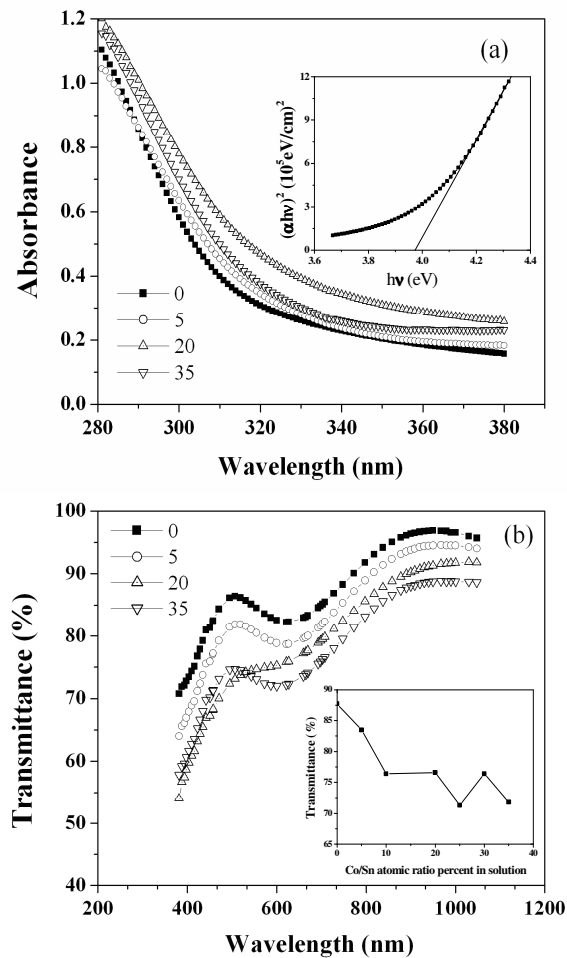 (a)
1.2
1.0
0.8
0.6
0.4
0.2
0.0
Absorbance
280 300 320 340 360 380
Wavelength (nm)
0
5
20
35
12
9
6
3
0
(αhν)² (10⁵eV/cm)²
3.6 3.8 4.0 4.2 4.4
hν (eV)
(b)
100
90
80
70
60
50
40
Transmittance (%)
200 400 600 800 1000 1200
Wavelength (nm)
0
5
20
35
90
85
80
75
70
65
Transmittance (%)
0 10 20 30 40
Co/Sn atomic ratio percent in solution